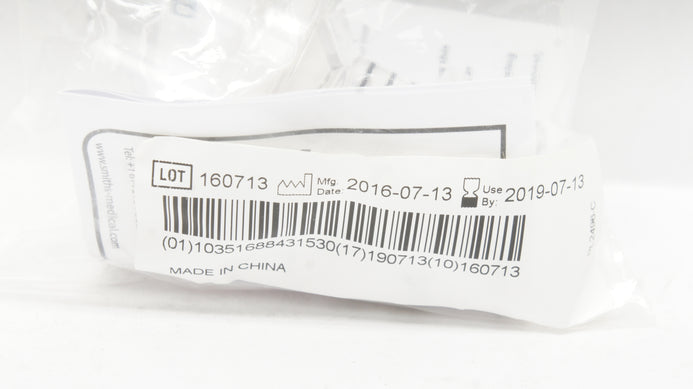 LOT 160713 Mfg. Date: 2016-07-13 Use By: 2019-07-13
(01)10351688431530(17)190713(10)160713
MADE IN CHINA
www.smiths-medical.com